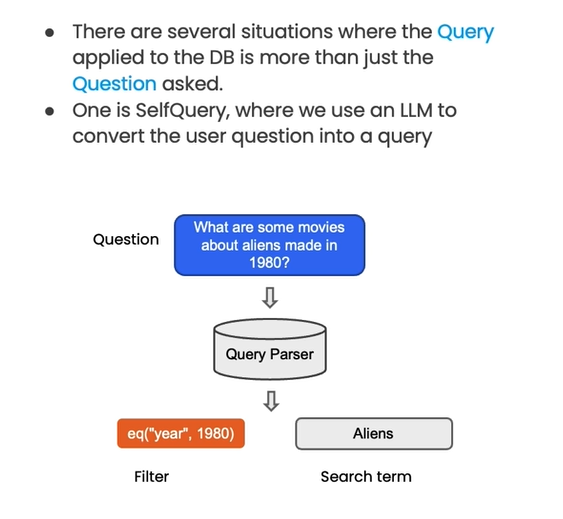 • There are several situations where the Query
applied to the DB is more than just the
Question asked.
• One is SelfQuery, where we use an LLM to
convert the user question into a query
Question
What are some movies
about aliens made in
1980?
Query Parser
eq("year", 1980)
Aliens
Filter
Search term